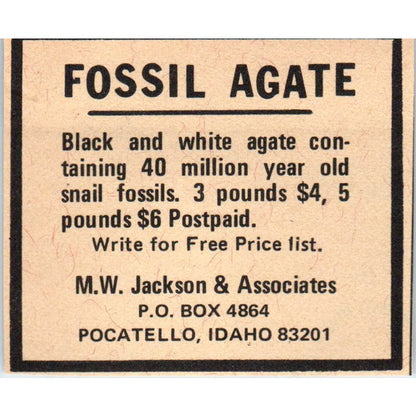 FOSSIL AGATE
Black and white agate con-
taining 40 million year old
snail fossils. 3 pounds $4, 5
pounds $6 Postpaid.
Write for Free Price list.
M.W. Jackson & Associates
P.O. BOX 4864
POCATELLO, IDAHO 83201